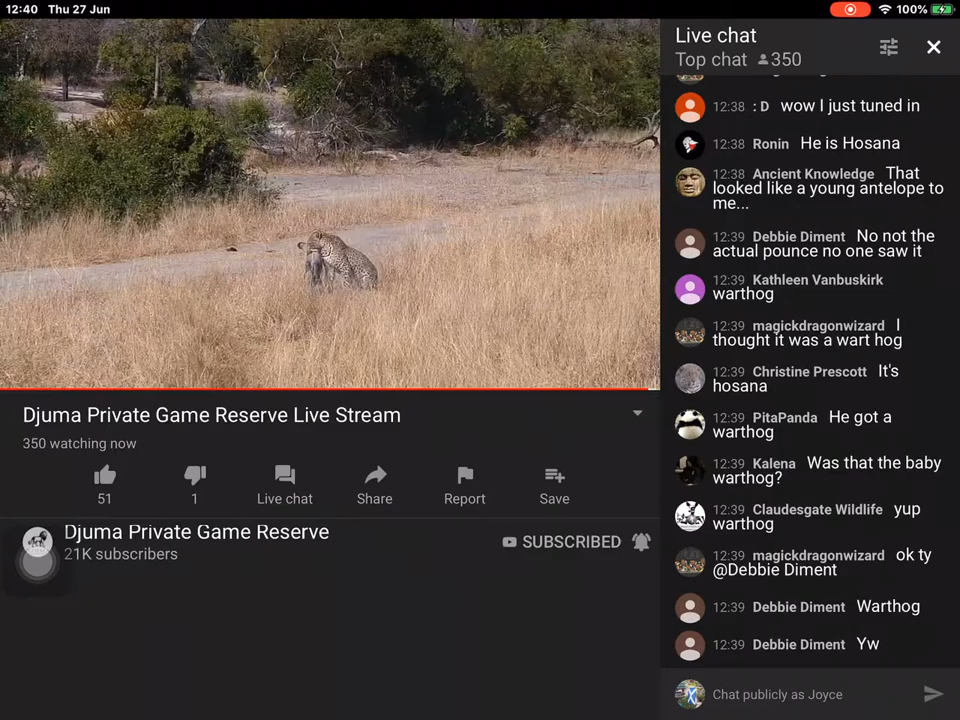 12:40 Thu 27 Jun
100%
Live chat
Top chat 350
12:38 : D wow I just tuned in
12:38 Ronin He is Hosana
12:38 Ancient Knowledge That
looked like a young antelope to
me...
12:39 Debbie Diment No not the
actual pounce no one saw it
12:39 Kathleen Vanbuskirk
warthog
12:39 magickdragonwizard I
thought it was a wart hog
12:39 Christine Prescott It's
hosana
12:39 PitaPanda He got a
warthog
12:39 Kalena Was that the baby
warthog?
12:39 Claudesgate Wildlife yup
warthog
12:39 magickdragonwizard ok ty
@Debbie Diment
12:39 Debbie Diment Warthog
12:39 Debbie Diment Yw
Chat publicly as Joyce
Djuma Private Game Reserve Live Stream
350 watching now
51
1
Live chat
Share
Report
Save
Djuma Private Game Reserve
21K subscribers
SUBSCRIBED